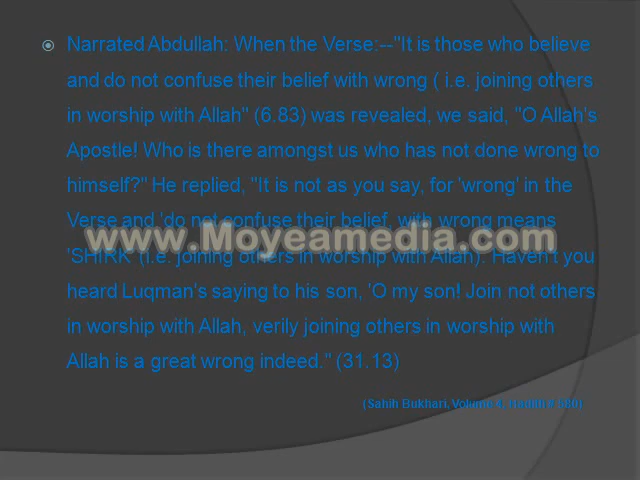 Narrated Abdullah: When the Verse:--"It is those who believe
and do not confuse their belief with wrong ( i.e. joining others
in worship with Allah" (6.83) was revealed, we said, "O Allah's
Apostle! Who is there amongst us who has not done wrong to
himself?" He replied, "It is not as you say, for 'wrong' in the
Verse and 'do not confuse their belief, with wrong means
'SHIRK' (i.e. joining others in worship with Allah). Haven't you
heard Luqman's saying to his son, 'O my son! Join not others
in worship with Allah, verily joining others in worship with
Allah is a great wrong indeed." (31.13)
(Sahih Bukhari, Volume 4, Hadith #
www.Moyeamedia.com